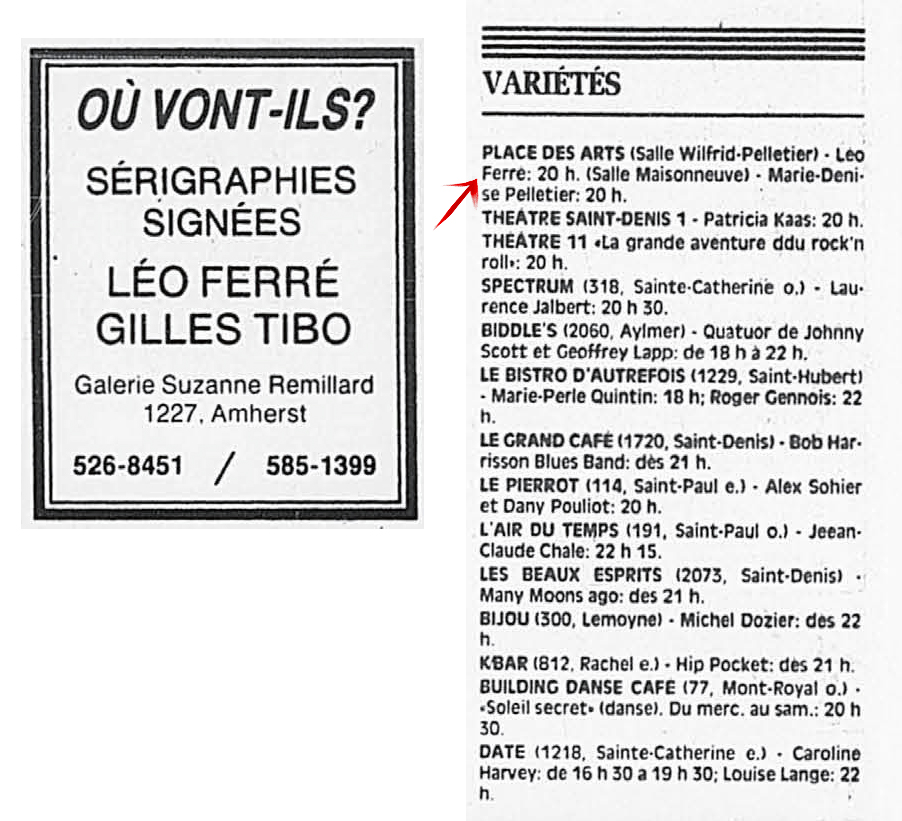 OÙ VONT-ILS?
SÉRIGRAPHIES
SIGNÉES
LÉO FERRÉ
GILLES TIBO
Galerie Suzanne Remillard
1227, Amherst
526-8451 / 585-1399
VARIÉTÉS
PLACE DES ARTS (Salle Wilfrid-Pelletier) - Leo
Ferre: 20 h. (Salle Maisonneuve) - Marie-Deni-
se Pelletier: 20 h.
THEÂTRE SAINT-DENIS 1 - Patricia Kaas: 20 h.
THEÂTRE 11 «La grande aventure ddu rock'n
roll»: 20 h.
SPECTRUM (318, Sainte-Catherine o.) - Lau-
rence Jalbert: 20 h 30.
BIDDLE'S (2060, Aylmer) - Quatuor de Johnny
Scott et Geoffrey Lapp: de 18 h à 22 h.
LE BISTRO D'AUTREFOIS (1229, Saint-Hubert)
- Marie-Perle Quintin: 18 h; Roger Gennois: 22
h.
LE GRAND CAFÉ (1720, Saint-Denis) - Bob Har-
risson Blues Band: dès 21 h.
LE PIERROT (114, Saint-Paul e.) - Alex Sohier
et Dany Pouliot: 20 h.
L'AIR DU TEMPS (191, Saint-Paul o.) - Jeean-
Claude Chale: 22 h 15.
LES BEAUX ESPRITS (2073, Saint-Denis) -
Many Moons ago: des 21 h.
BIJOU (300, Lemoyne) - Michel Dozier: des 22
h.
KBAR (812, Rachel e.) - Hip Pocket: des 21 h.
BUILDING DANSE CAFÉ (77, Mont-Royal o.) -
«Soleil secret» (danse). Du merc. au sam.: 20 h
30.
DATE (1218, Sainte-Catherine e.) - Caroline
Harvey: de 16 h 30 a 19 h 30; Louise Lange: 22
h.